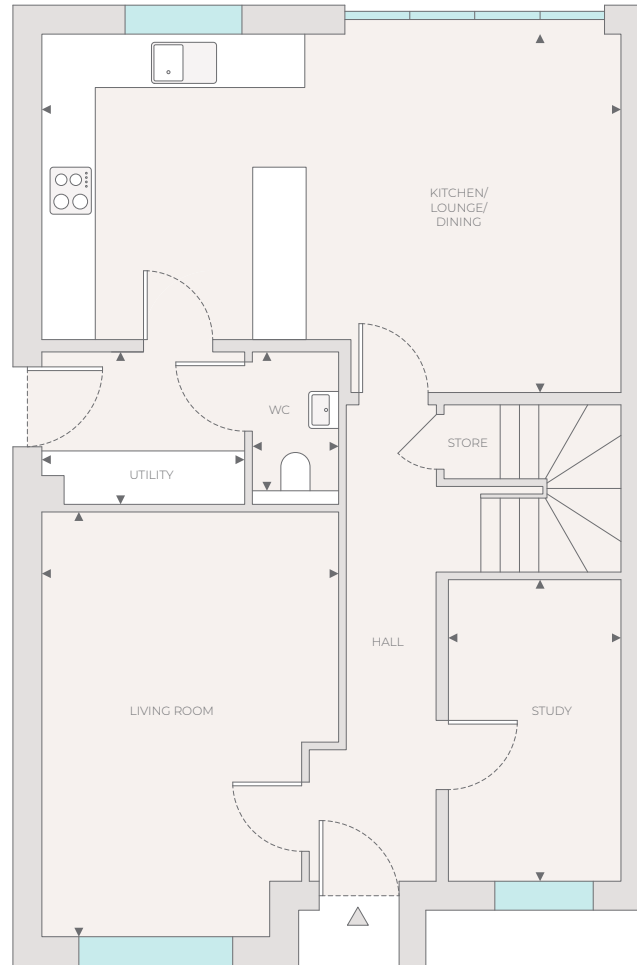 KITCHEN/
LOUNGE/
DINING
WC
STORE
UTILITY
HALL
LIVING ROOM
STUDY